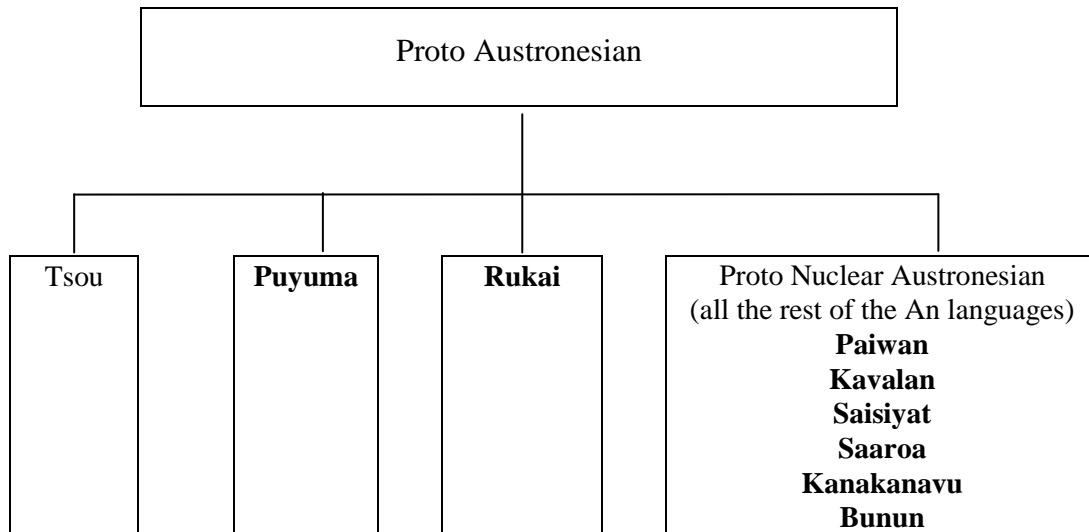 Proto Austronesian
Tsou
Puyuma
Rukai
Proto Nuclear Austronesian
(all the rest of the An languages)
Paiwan
Kavalan
Saisiyat
Saaroa
Kanakanavu
Bunun